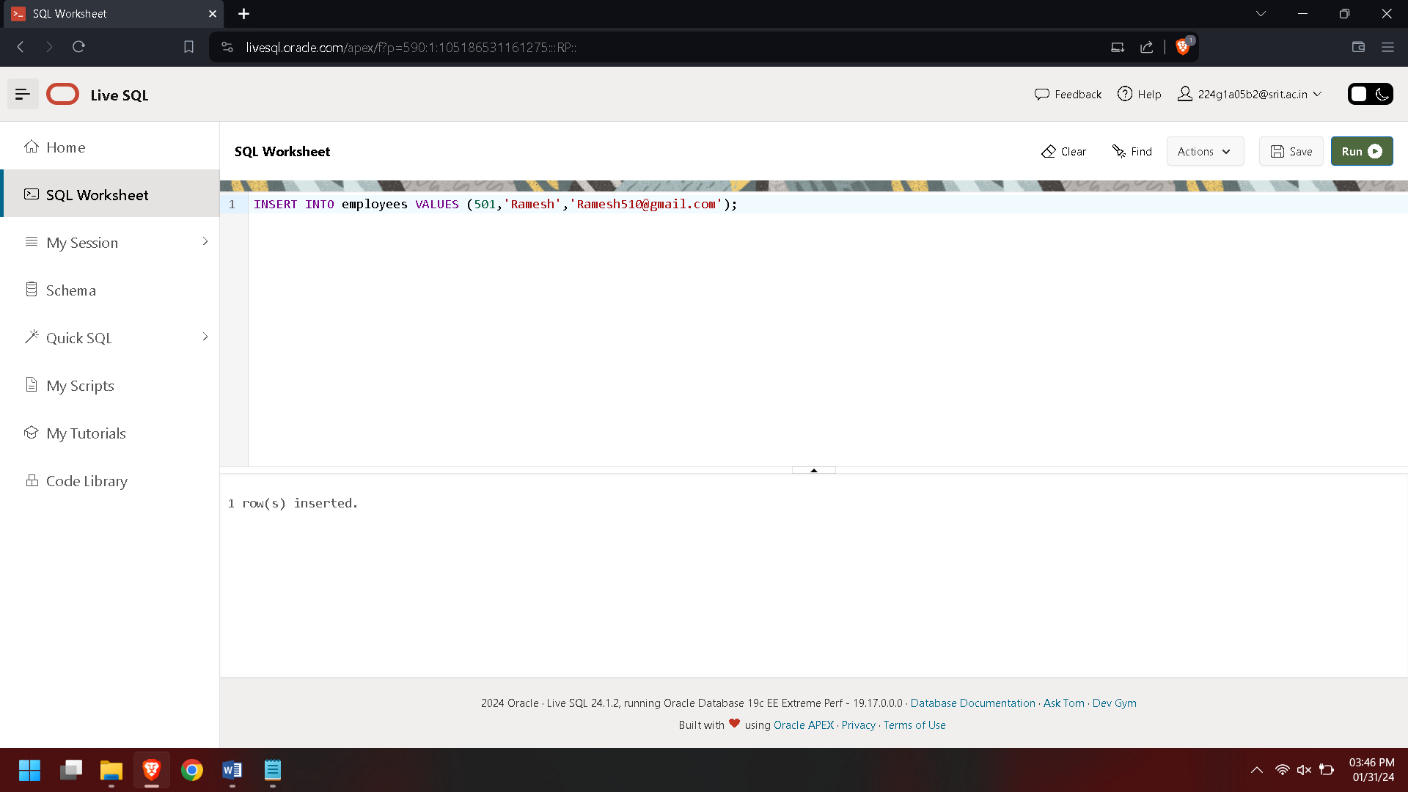 SQL Worksheet
livesql.oracle.com/apex/f?p=590:1:105186531161275:::RP::
1
Live SQL
Feedback
Help
224g1a05b2@srit.ac.in
Home
SQL Worksheet
My Session
Schema
Quick SQL
My Scripts
My Tutorials
Code Library
SQL Worksheet
Clear
Find
Actions
Save
Run
1 INSERT INTO employees VALUES (501,'Ramesh','Ramesh510@gmail.com');
1 row(s) inserted.
2024 Oracle · Live SQL 24.1.2, running Oracle Database 19c EE Extreme Perf - 19.17.0.0.0 · Database Documentation · Ask Tom · Dev Gym
Built with ❤ using Oracle APEX · Privacy · Terms of Use
03:46 PM
01/31/24